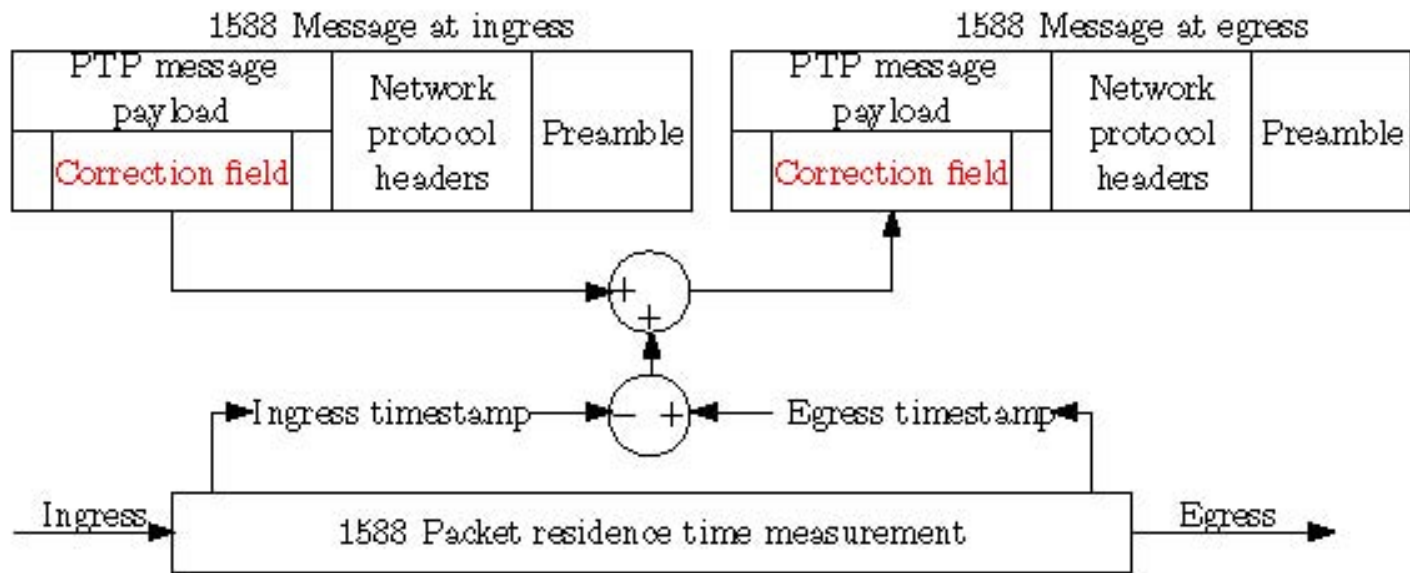 1588 Message at ingress
PTP message
payload
Correction field
Network
protocol
headers
Preamble
1588 Message at egress
PTP message
payload
Correction field
Network
protocol
headers
Preamble
+
+
Ingress timestamp
−
+
Egress timestamp
Ingress
1588 Packet residence time measurement
Egress